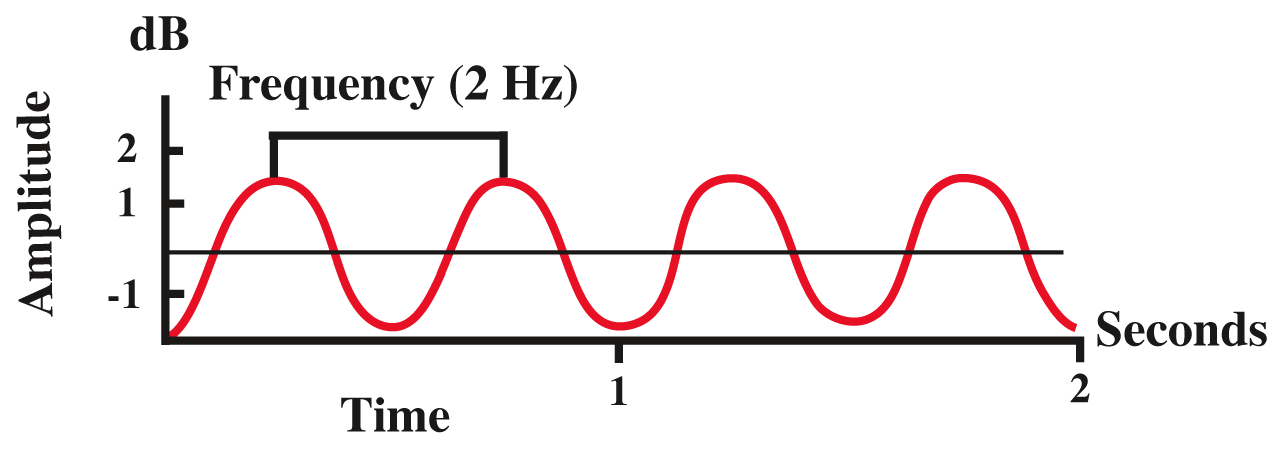 dB
Frequency (2 Hz)
Amplitude
2
1
-1
Seconds
1
2
Time